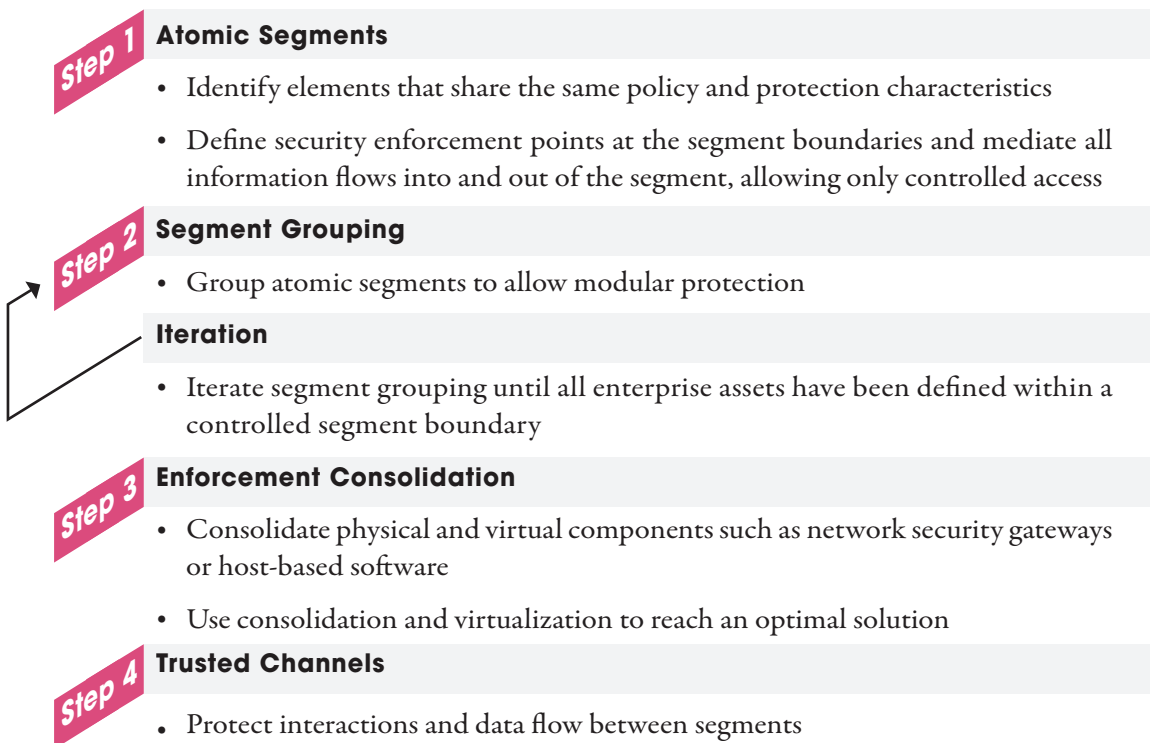 Step 1
Atomic Segments
• Identify elements that share the same policy and protection characteristics
• Define security enforcement points at the segment boundaries and mediate all
information flows into and out of the segment, allowing only controlled access
Step 2
Segment Grouping
• Group atomic segments to allow modular protection
Iteration
• Iterate segment grouping until all enterprise assets have been defined within a
controlled segment boundary
Step 3
Enforcement Consolidation
• Consolidate physical and virtual components such as network security gateways
or host-based software
• Use consolidation and virtualization to reach an optimal solution
Step 4
Trusted Channels
• Protect interactions and data flow between segments